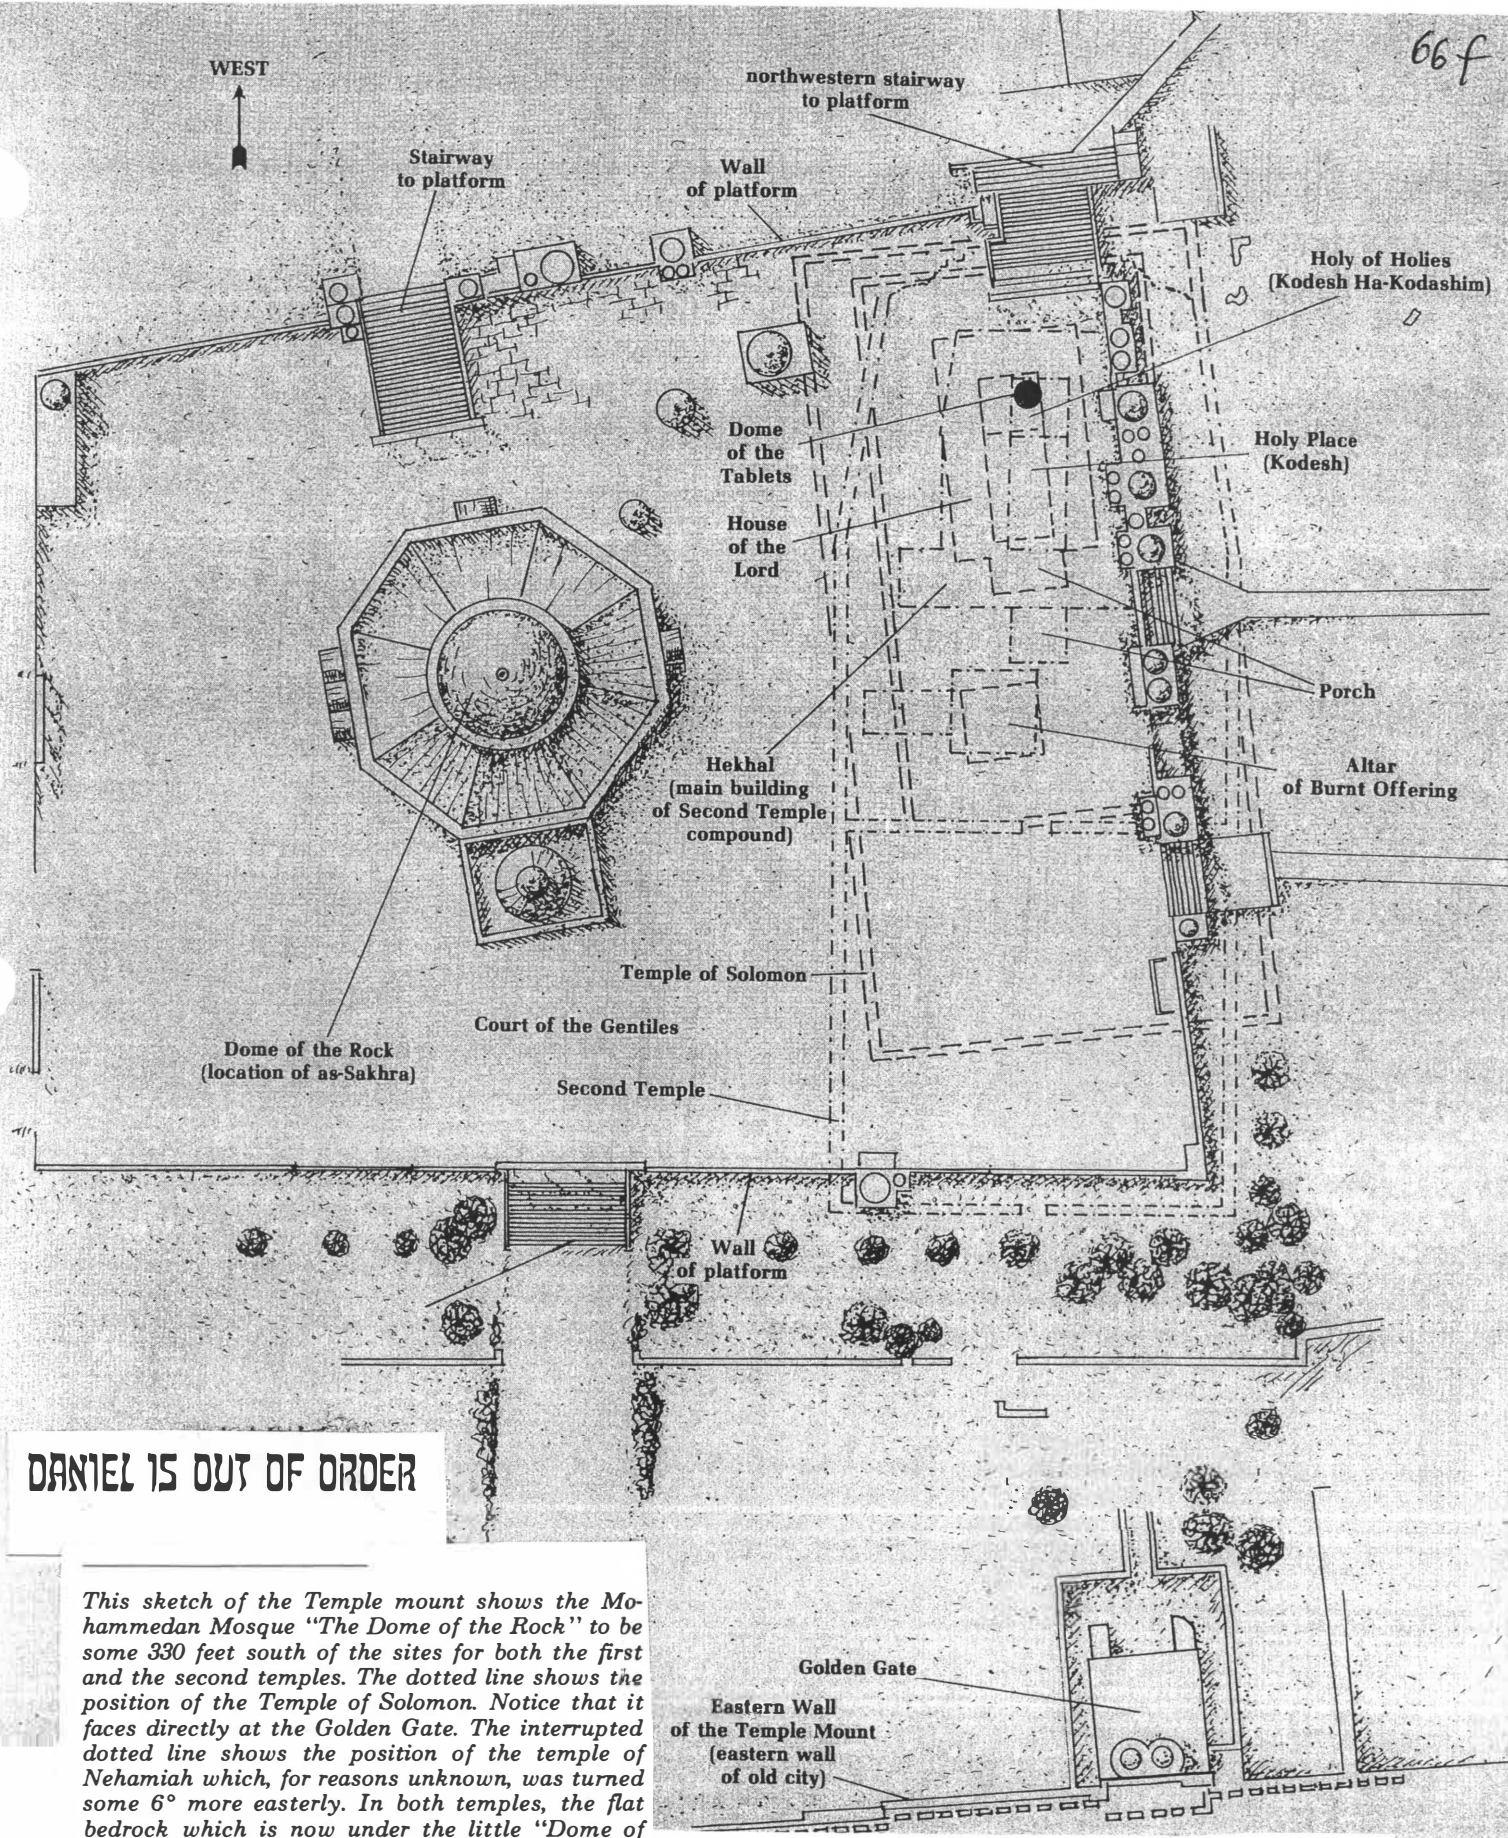 66 f
WEST
northwestern stairway
to platform
Stairway
to platform
Wall
of platform
Holy of Holies
(Kodesh Ha-Kodashim)
Dome
of the
Tablets
Holy Place
(Kodesh)
House
of the
Lord
Porch
Hekhal
(main building
of Second Temple
compound)
Altar
of Burnt Offering
Temple of Solomon
Court of the Gentiles
Dome of the Rock
(location of as-Sakhra)
Second Temple
Wall
of platform
DANIEL IS OUT OF ORDER
This sketch of the Temple mount shows the Mo-
hammedan Mosque "The Dome of the Rock" to be
some 330 feet south of the sites for both the first
and the second temples. The dotted line shows the
position of the Temple of Solomon. Notice that it
faces directly at the Golden Gate. The interrupted
dotted line shows the position of the temple of
Nehamiah which, for reasons unknown, was turned
some 6° more easterly. In both temples, the flat
bedrock which is now under the little "Dome of
Golden Gate
Eastern Wall
of the Temple Mount
(eastern wall
of old city)